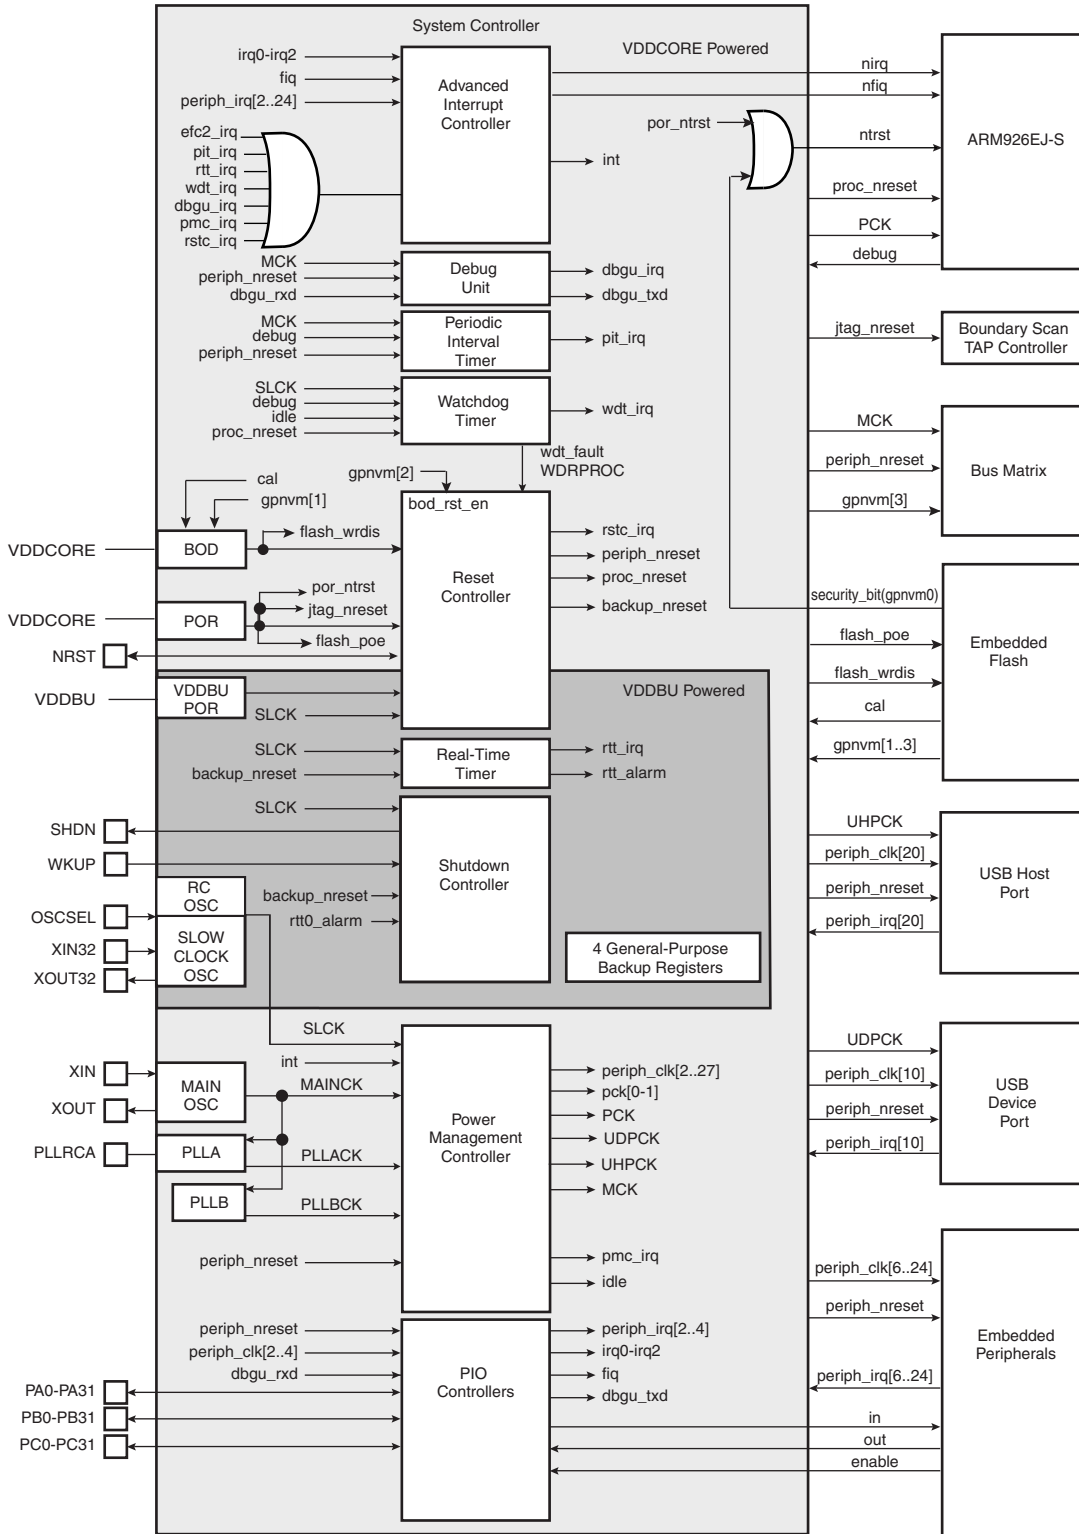 System Controller
VDDCORE Powered
irq0-irq2
fiq
periph_irq[2..24]
Advanced
Interrupt
Controller
efc2_irq
pit_irq
rtt_irq
wdt_irq
dbgu_irq
pmc_irq
rstc_irq
int
por_ntrst
nirq
nfiq
ntrst
proc_nreset
PCK
debug
ARM926EJ-S
MCK
periph_nreset
dbgu_rxd
Debug
Unit
dbgu_irq
dbgu_txd
MCK
debug
periph_nreset
Periodic
Interval
Timer
pit_irq
jtag_nreset
Boundary Scan
TAP Controller
SLCK
debug
idle
proc_nreset
Watchdog
Timer
wdt_irq
wdt_fault
WDRPROC
MCK
periph_nreset
gpnvm[3]
Bus Matrix
cal
gpnvm[1]
gpnvm[2]
bod_rst_en
VDDCORE
BOD
flash_wrdis
Reset
Controller
rstc_irq
periph_nreset
proc_nreset
backup_nreset
VDDCORE
POR
por_ntrst
jtag_nreset
flash_poe
NRST
security_bit(gpnvm0)
flash_poe
flash_wrdis
cal
gpnvm[1..3]
Embedded
Flash
VDDBU
VDDBU
POR
SLCK
VDDBU Powered
SLCK
backup_nreset
Real-Time
Timer
rtt_irq
rtt_alarm
SLCK
SHDN
WKUP
backup_nreset
rtt0_alarm
Shutdown
Controller
UHPCK
periph_clk[20]
periph_nreset
periph_irq[20]
USB Host
Port
RC
OSC
OSCSEL
XIN32
XOUT32
SLOW
CLOCK
OSC
4 General-Purpose
Backup Registers
SLCK
int
MAINCK
XIN
XOUT
MAIN
OSC
PLLRCA
PLLA
PLLACK
PLLB
PLLBCK
periph_nreset
Power
Management
Controller
periph_clk[2..27]
pck[0-1]
PCK
UDPCK
UHPCK
MCK
pmc_irq
idle
UDPCK
periph_clk[10]
periph_nreset
periph_irq[10]
USB
Device
Port
periph_nreset
periph_clk[2..4]
dbgu_rxd
PA0-PA31
PB0-PB31
PC0-PC31
PIO
Controllers
periph_irq[2..4]
irq0-irq2
fiq
dbgu_txd
periph_clk[6..24]
periph_nreset
periph_irq[6..24]
in
out
enable
Embedded
Peripherals